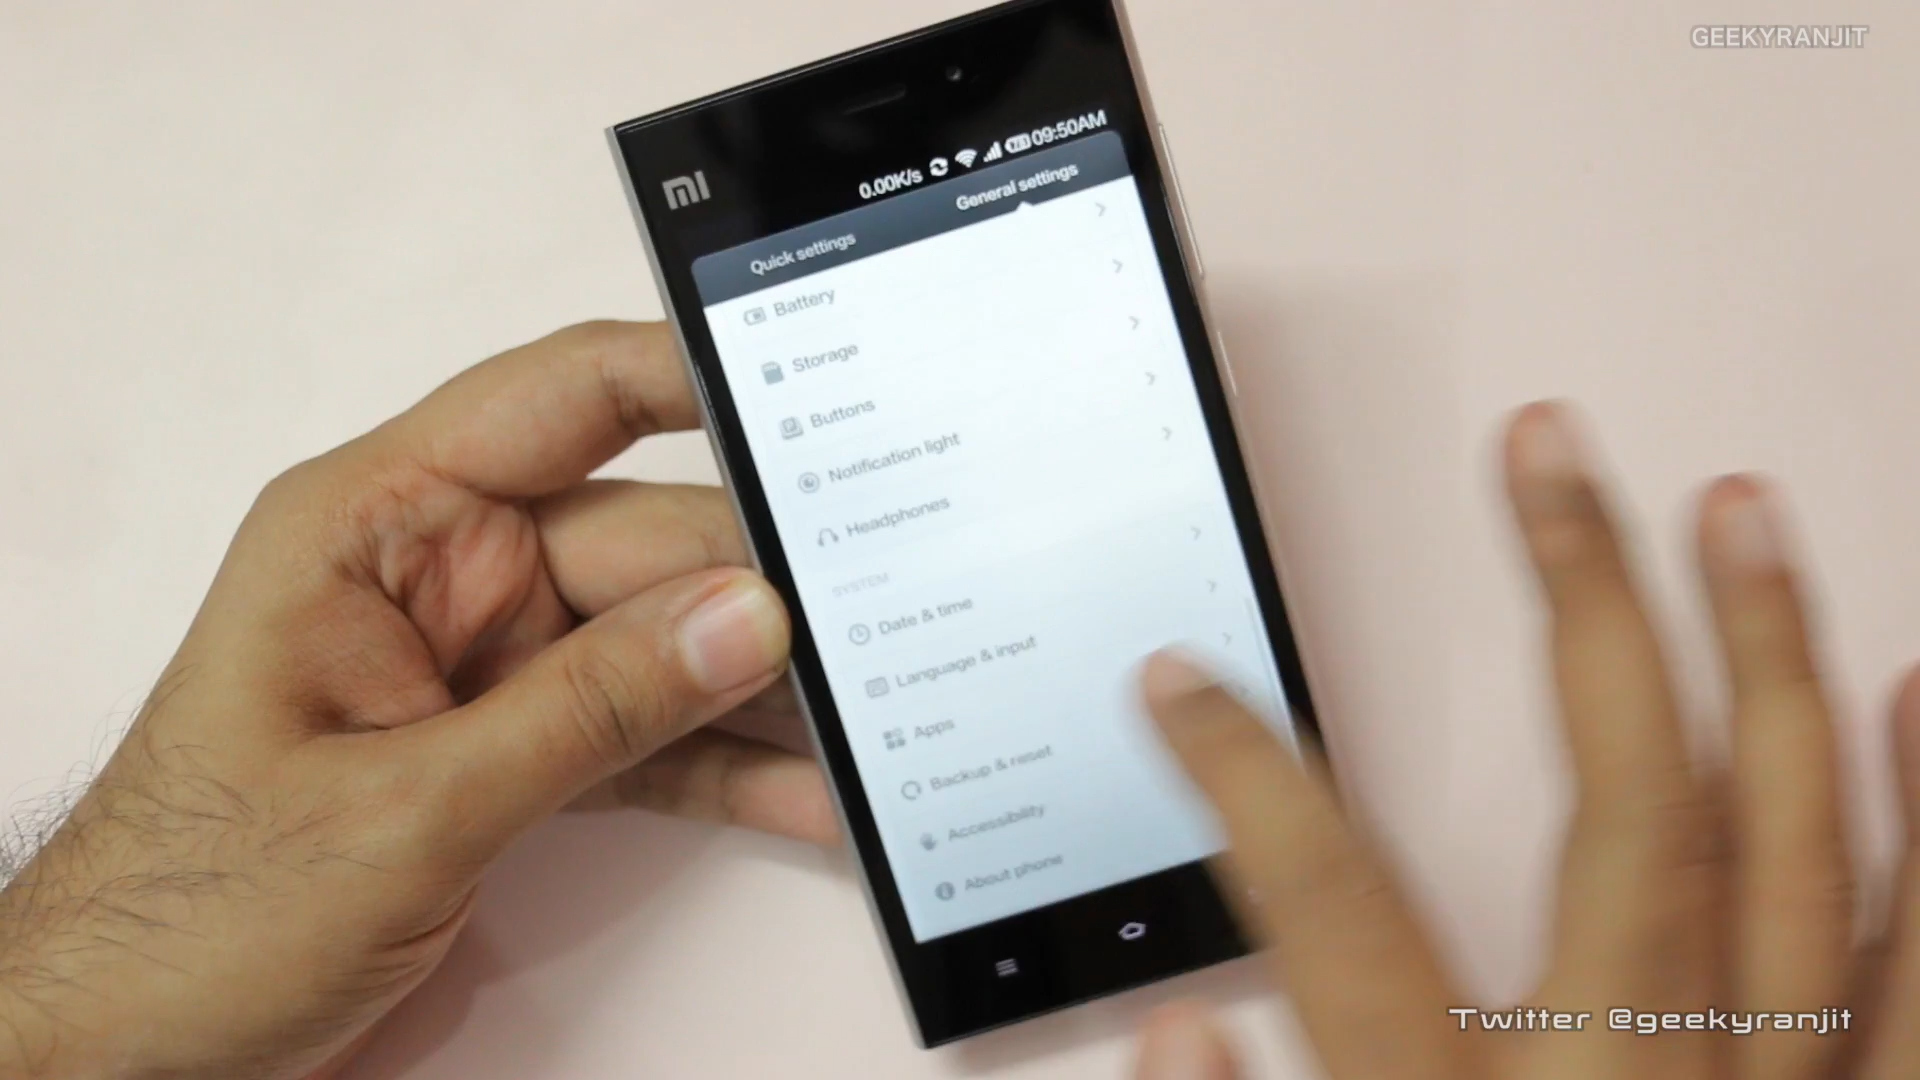 GEEKYRANJIT
MI
0.00K/s 09:50AM
Quick settings
General settings
Battery
Storage
Buttons
Notification light
Headphones
SYSTEM
Date & time
Language & input
Apps
Backup & reset
Accessibility
About phone
Twitter @geekyranjit